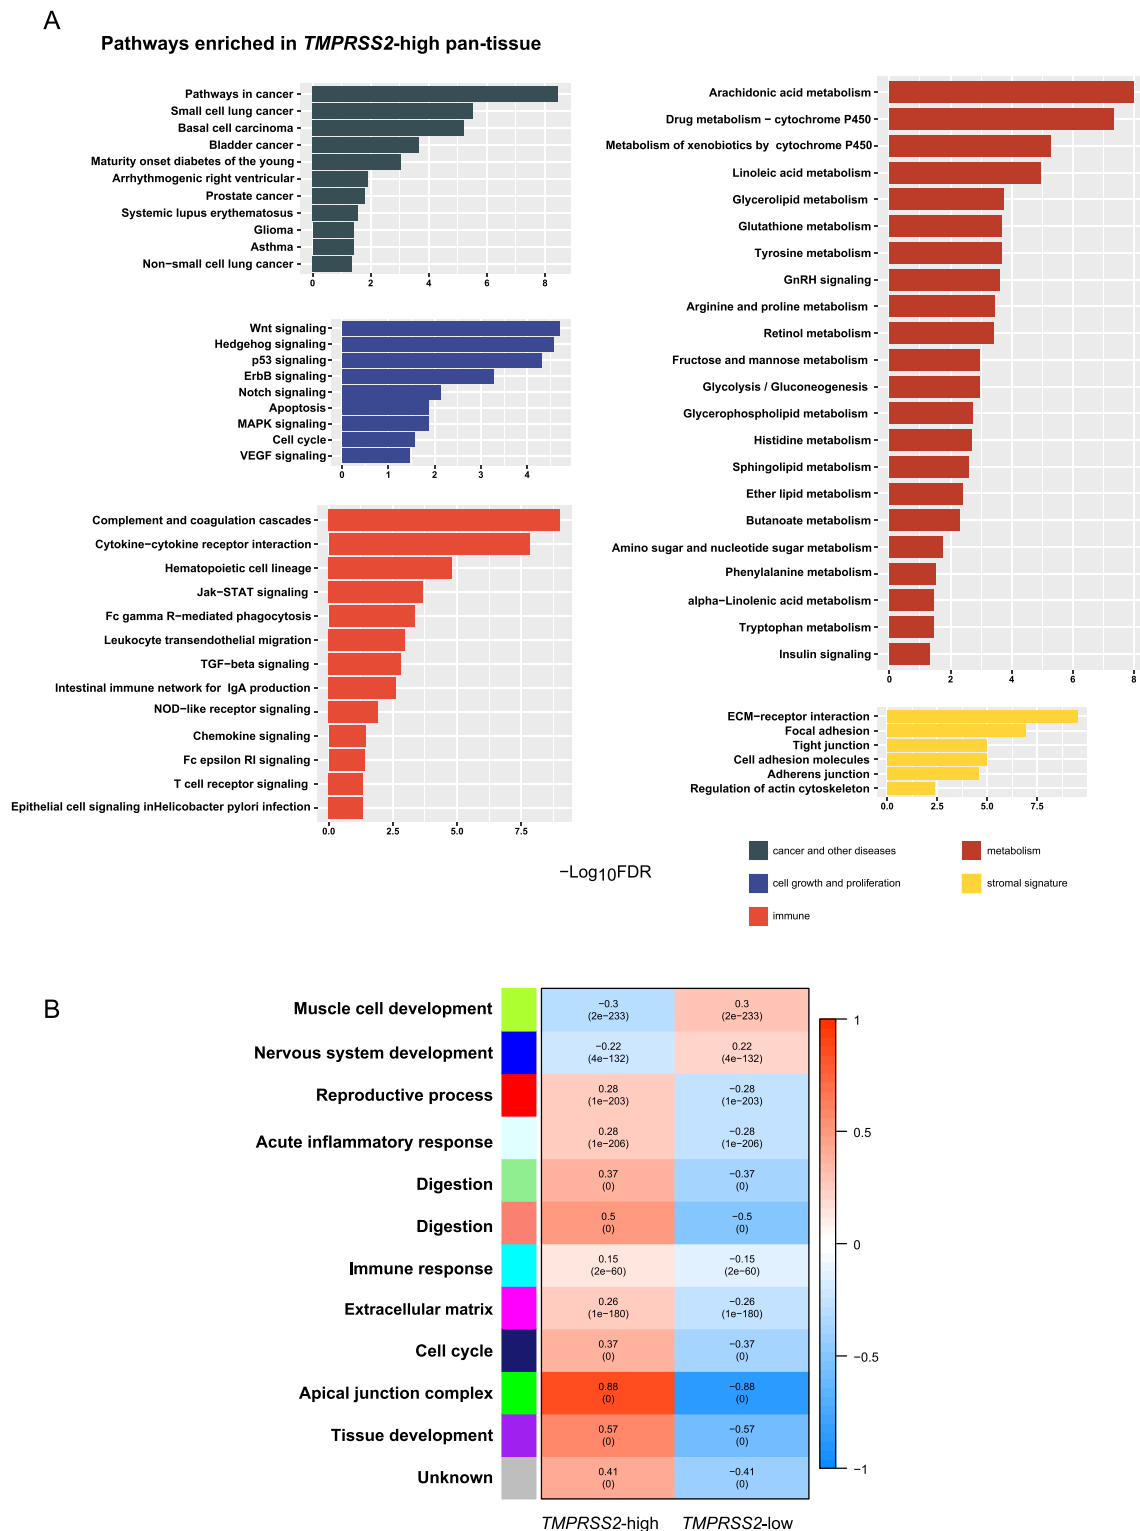 A
Pathways enriched in TMPRSS2-high pan-tissue
Pathways in cancer
Small cell lung cancer
Basal cell carcinoma
Bladder cancer
Maturity onset diabetes of the young
Arrhythmogenic right ventricular
Prostate cancer
Systemic lupus erythematosus
Glioma
Asthma
Non−small cell lung cancer
0 2 4 6 8
Wnt signaling
Hedgehog signaling
p53 signaling
ErbB signaling
Notch signaling
Apoptosis
MAPK signaling
Cell cycle
VEGF signaling
0 1 2 3 4
Complement and coagulation cascades
Cytokine−cytokine receptor interaction
Hematopoietic cell lineage
Jak−STAT signaling
Fc gamma R−mediated phagocytosis
Leukocyte transendothelial migration
TGF−beta signaling
Intestinal immune network for IgA production
NOD−like receptor signaling
Chemokine signaling
Fc epsilon RI signaling
T cell receptor signaling
Epithelial cell signaling inHelicobacter pylori infection
0.0 2.5 5.0 7.5
Arachidonic acid metabolism
Drug metabolism − cytochrome P450
Metabolism of xenobiotics by cytochrome P450
Linoleic acid metabolism
Glycerolipid metabolism
Glutathione metabolism
Tyrosine metabolism
GnRH signaling
Arginine and proline metabolism
Retinol metabolism
Fructose and mannose metabolism
Glycolysis / Gluconeogenesis
Glycerophospholipid metabolism
Histidine metabolism
Sphingolipid metabolism
Ether lipid metabolism
Butanoate metabolism
Amino sugar and nucleotide sugar metabolism
Phenylalanine metabolism
alpha−Linolenic acid metabolism
Tryptophan metabolism
Insulin signaling
0 2 4 6 8
ECM−receptor interaction
Focal adhesion
Tight junction
Cell adhesion molecules
Adherens junction
Regulation of actin cytoskeleton
0.0 2.5 5.0 7.5
−Log10FDR
cancer and other diseases
cell growth and proliferation
immune
metabolism
stromal signature
B
Muscle cell development −0.3 0.3
(2e−233) (2e−233)
Nervous system development −0.22 0.22
(4e−132) (4e−132)
Reproductive process 0.28 −0.28
(1e−203) (1e−203)
Acute inflammatory response 0.28 −0.28
(1e−206) (1e−206)
Digestion 0.37 −0.37
(0) (0)
Digestion 0.5 −0.5
(0) (0)
Immune response 0.15 −0.15
(2e−60) (2e−60)
Extracellular matrix 0.26 −0.26
(1e−180) (1e−180)
Cell cycle 0.37 −0.37
(0) (0)
Apical junction complex 0.88 −0.88
(0) (0)
Tissue development 0.57 −0.57
(0) (0)
Unknown 0.41 −0.41
(0) (0)
1
0.5
0
−0.5
−1
TMPRSS2-high TMPRSS2-low